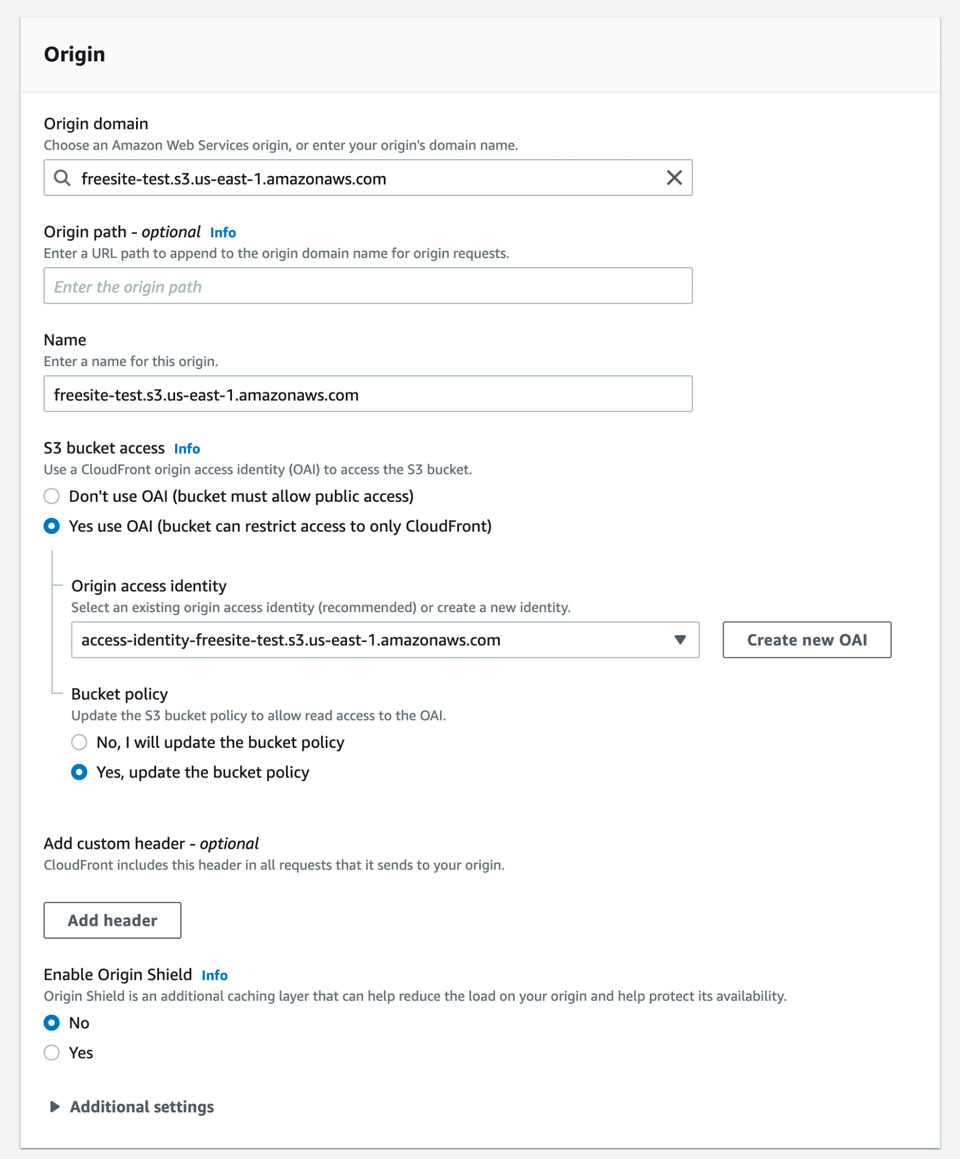 Origin
Origin domain
Choose an Amazon Web Services origin, or enter your origin's domain name.
freesite-test.s3.us-east-1.amazonaws.com
Origin path - optional Info
Enter a URL path to append to the origin domain name for origin requests.
Enter the origin path
Name
Enter a name for this origin.
freesite-test.s3.us-east-1.amazonaws.com
S3 bucket access Info
Use a CloudFront origin access identity (OAI) to access the S3 bucket.
Don't use OAI (bucket must allow public access)
Yes use OAI (bucket can restrict access to only CloudFront)
Origin access identity
Select an existing origin access identity (recommended) or create a new identity.
access-identity-freesite-test.s3.us-east-1.amazonaws.com Create new OAI
Bucket policy
Update the S3 bucket policy to allow read access to the OAI.
No, I will update the bucket policy
Yes, update the bucket policy
Add custom header - optional
CloudFront includes this header in all requests that it sends to your origin.
Add header
Enable Origin Shield Info
Origin Shield is an additional caching layer that can help reduce the load on your origin and help protect its availability.
No
Yes
Additional settings